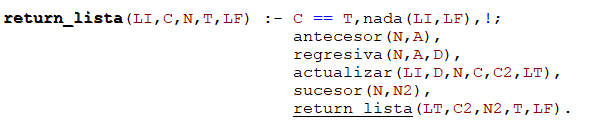 return_lista(LI,C,N,T,LF) :- C == T,nada(LI,LF),!;
antecesor(N,A),
regresiva(N,A,D),
actualizar(LI,D,N,C,C2,LT),
sucesor(N,N2),
return_lista(LT,C2,N2,T,LF).